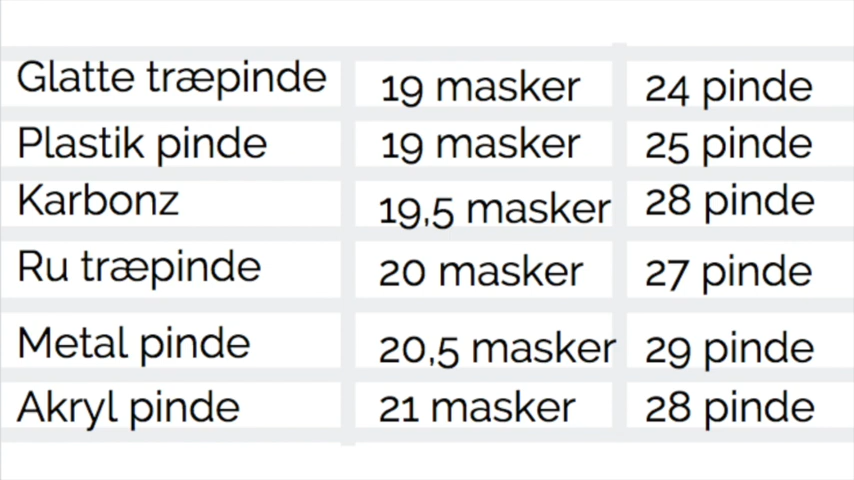 Glatte træpinde 19 masker 24 pinde
Plastik pinde 19 masker 25 pinde
Karbonz 19,5 masker 28 pinde
Ru træpinde 20 masker 27 pinde
Metal pinde 20,5 masker 29 pinde
Akryl pinde 21 masker 28 pinde